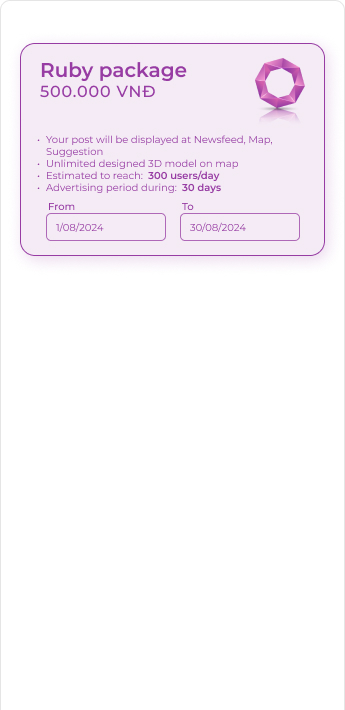 Ruby package
500.000 VNĐ
• Your post will be displayed at Newsfeed, Map,
Suggestion
• Unlimited designed 3D model on map
• Estimated to reach: 300 users/day
• Advertising period during: 30 days
From To
1/08/2024 30/08/2024